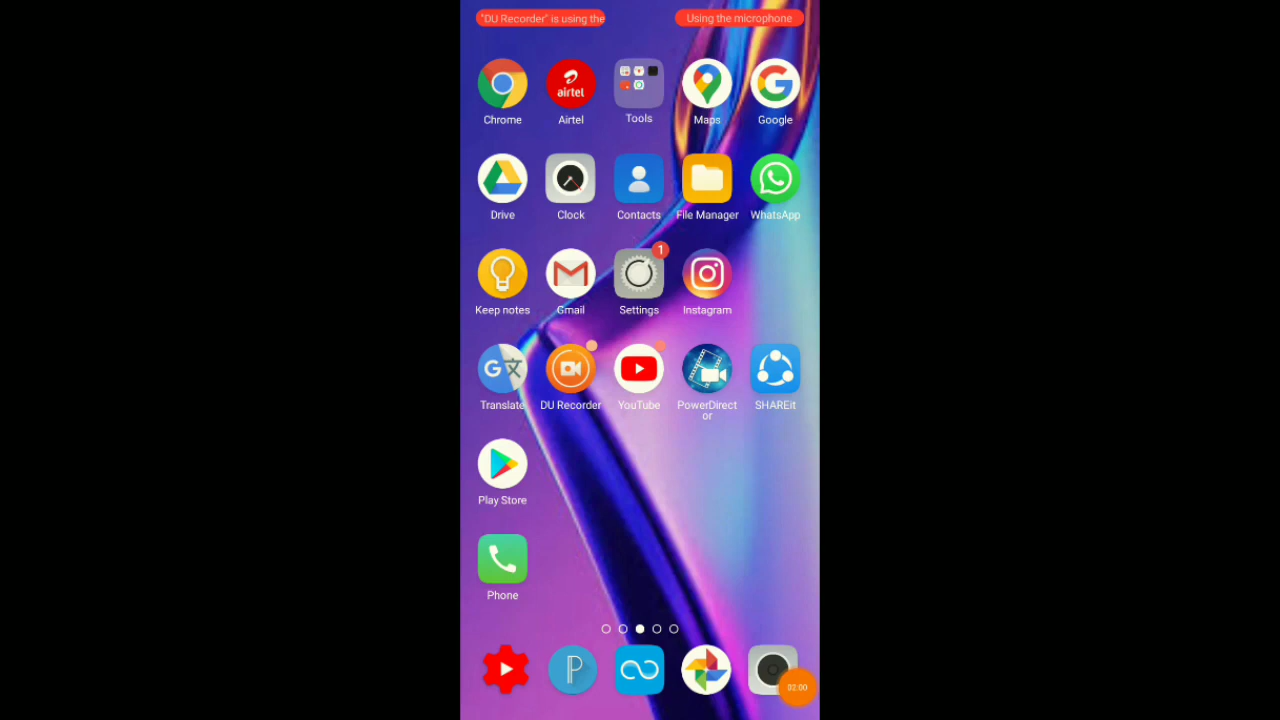 "DU Recorder" is using the
Using the microphone
airtel
Chrome
Airtel
Tools
Maps
Google
Drive
Clock
Contacts
File Manager
WhatsApp
1
Keep notes
Gmail
Settings
Instagram
G文
Translate
DU Recorder
YouTube
PowerDirect
or
SHAREit
Play Store
Phone
P
02:00